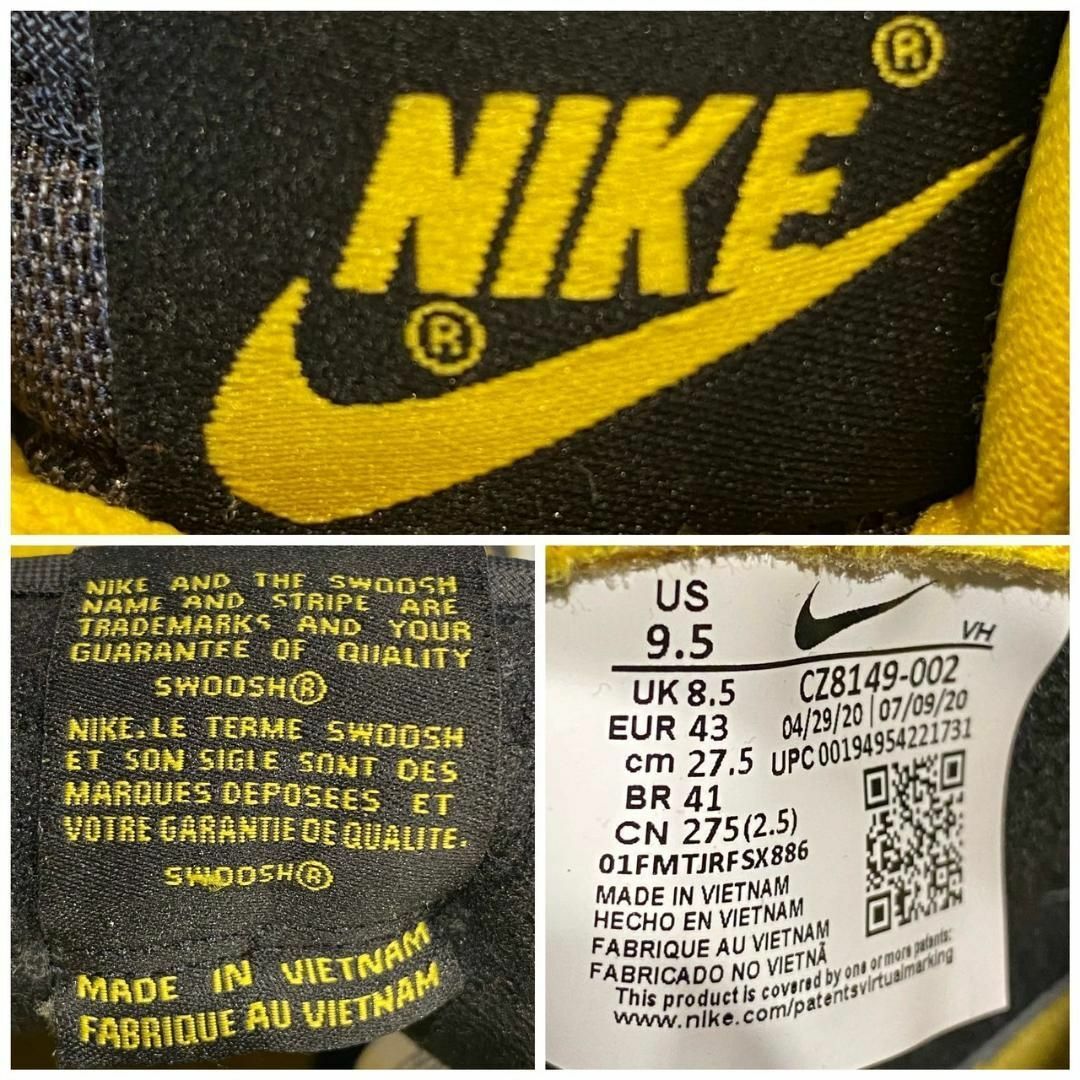 ®
NIKE
®
NIKE AND THE SWOOSH
NAME AND STRIPE ARE
TRADEMARKS AND YOUR
GUARANTEE OF QUALITY
SWOOSH®
NIKE.LE TERME SWOOSH
ET SON SIGLE SONT DES
MARQUES DEPOSEES ET
VOTRE GARANTIE DE QUALITE.
SWOOSH®
MADE IN VIETNAM
FABRIQUE AU VIETNAM
US
9.5
VH
UK 8.5
EUR 43
cm 27.5
BR 41
CN 275(2.5)
CZ8149-002
04/29/20 | 07/09/20
UPC 00194954221731
01FMTJRFSX886
MADE IN VIETNAM
HECHO EN VIETNAM
FABRIQUE AU VIETNAM
FABRICADO NO VIETNÃ
This product is covered by one or more patents:
www.nike.com/patentsvirtualmarking